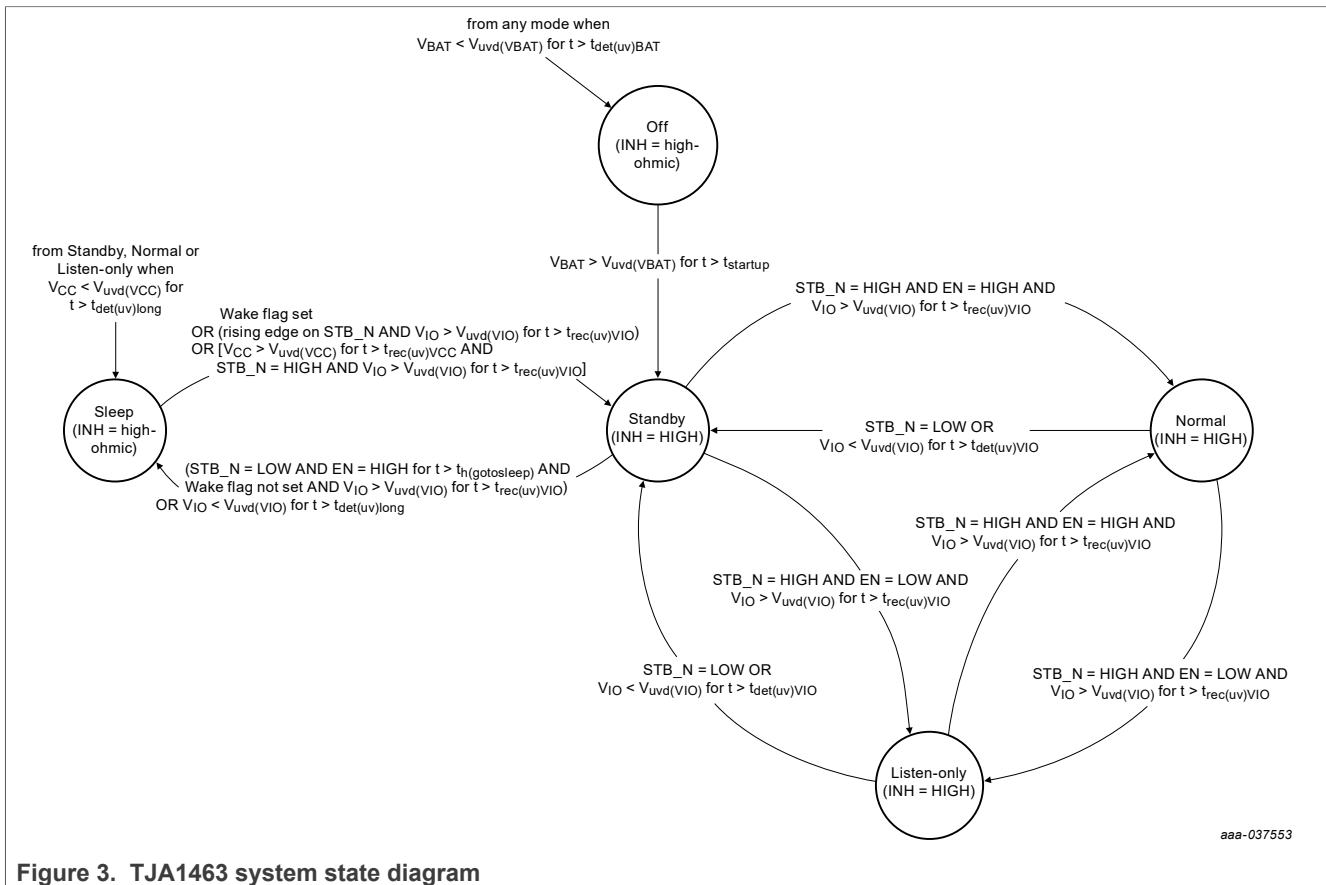 from any mode when
VBAT < Vuvd(VBAT) for t > tdet(uv)BAT
Off
(INH = high-
ohmic)
from Standby, Normal or
Listen-only when
VCC < Vuvd(VCC) for
t > tdet(uv)long
VBAT > Vuvd(VBAT) for t > tstartup
STB_N = HIGH AND EN = HIGH AND
VIO > Vuvd(VIO) for t > trec(uv)VIO
Wake flag set
OR (rising edge on STB_N AND VIO > Vuvd(VIO) for t > trec(uv)VIO)
OR [VCC > Vuvd(VCC) for t > trec(uv)VCC AND
STB_N = HIGH AND VIO > Vuvd(VIO) for t > trec(uv)VIO]
Sleep
(INH = high-
ohmic)
Standby
(INH = HIGH)
STB_N = LOW OR
VIO < Vuvd(VIO) for t > tdet(uv)VIO
Normal
(INH = HIGH)
(STB_N = LOW AND EN = HIGH for t > th(gotosleep) AND
Wake flag not set AND VIO > Vuvd(VIO) for t > trec(uv)VIO)
OR VIO < Vuvd(VIO) for t > tdet(uv)long
STB_N = HIGH AND EN = HIGH AND
VIO > Vuvd(VIO) for t > trec(uv)VIO
STB_N = HIGH AND EN = LOW AND
VIO > Vuvd(VIO) for t > trec(uv)VIO
STB_N = LOW OR
VIO < Vuvd(VIO) for t > tdet(uv)VIO
STB_N = HIGH AND EN = LOW AND
VIO > Vuvd(VIO) for t > trec(uv)VIO
Listen-only
(INH = HIGH)
aaa-037553
Figure 3. TJA1463 system state diagram